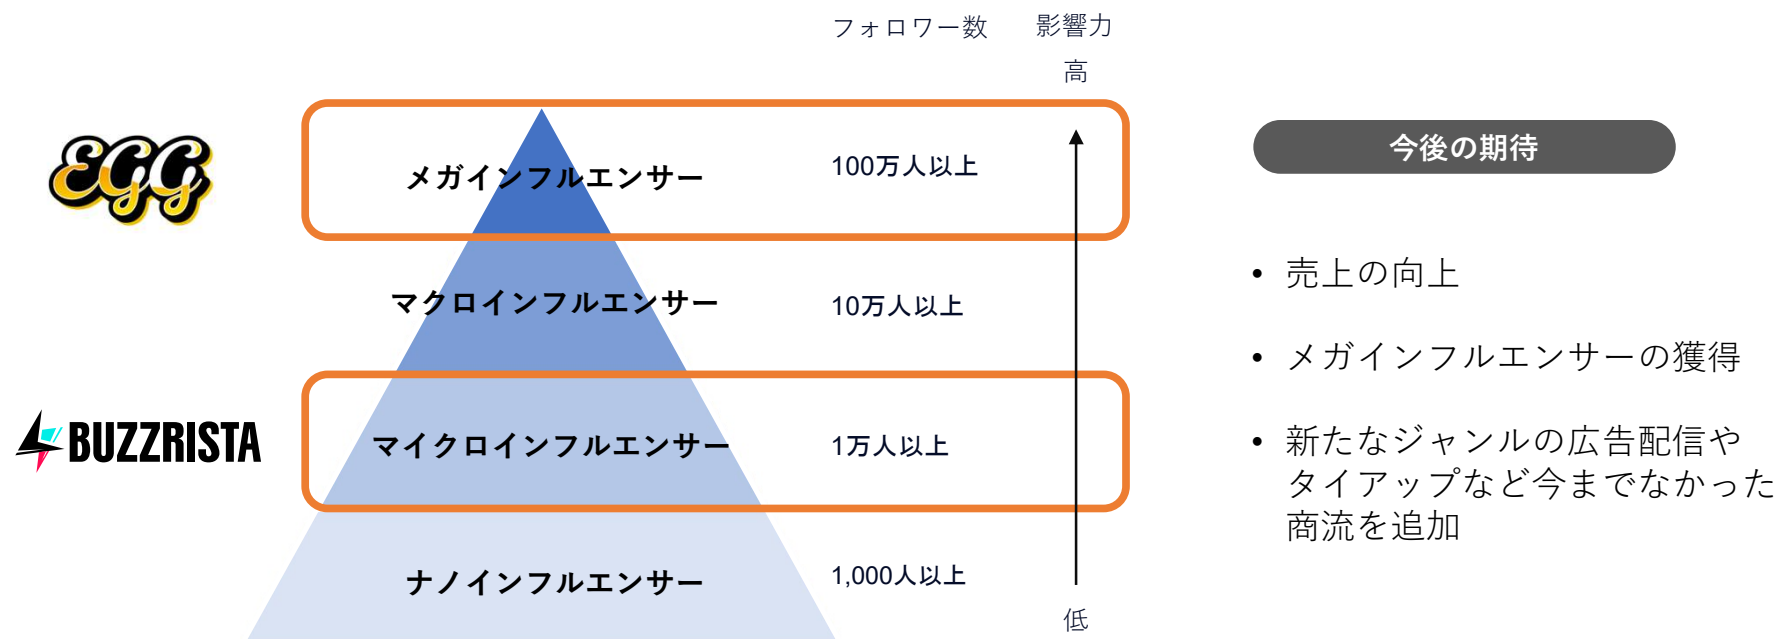 フォロワー数 影響力
高
EGG
メガインフルエンサー 100万人以上
マクロインフルエンサー 10万人以上
BUZZRISTA
マイクロインフルエンサー 1万人以上
ナノインフルエンサー 1,000人以上
低
今後の期待
• 売上の向上
• メガインフルエンサーの獲得
• 新たなジャンルの広告配信や
タイアップなど今までなかった
商流を追加